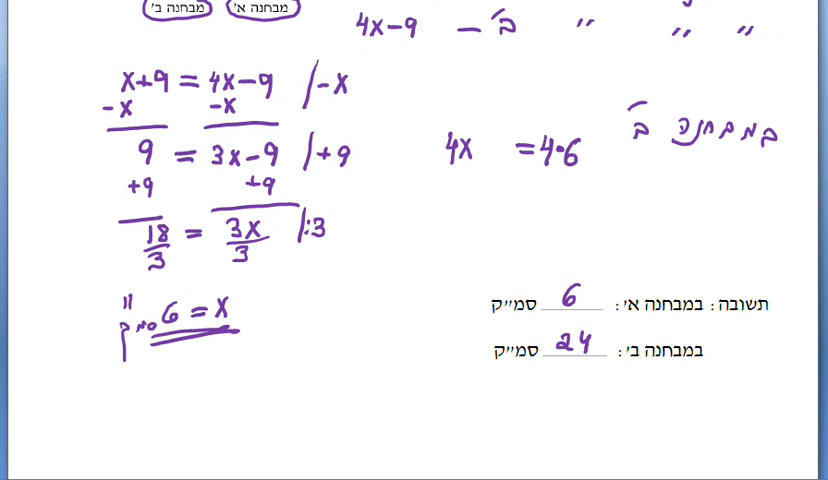 מבחנה א' מבחנה ב'
4x-9 - ב' " " "
x+9 = 4x-9 /-x
-x -x
9 = 3x-9 /+9
+9 +9
18/3 = 3x/3 /:3
סמ"ק 6 = x
במבחנה ב'
4x = 4·6
תשובה: במבחנה א': 6 סמ"ק
במבחנה ב': 24 סמ"ק